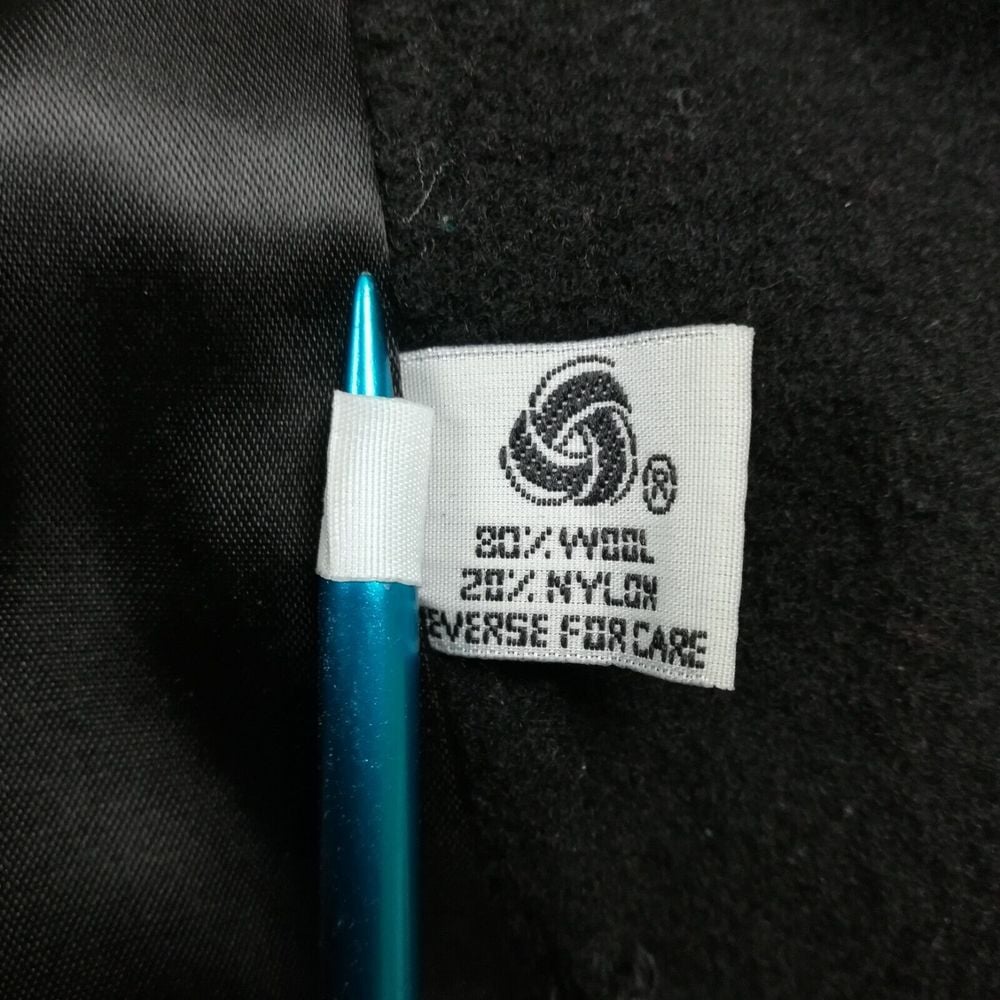 ®
80% WOOL
20% NYLON
REVERSE FOR CARE